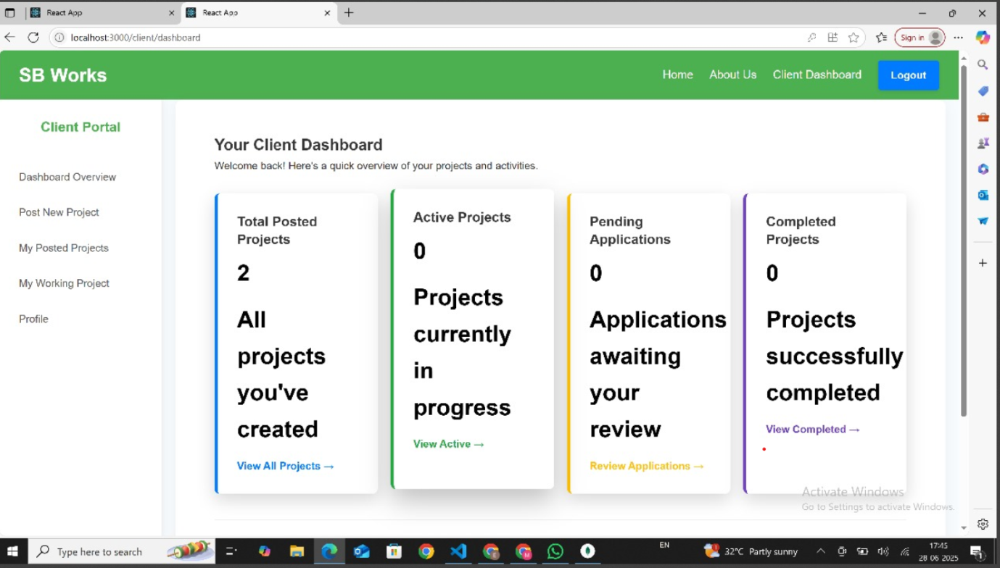 React App
React App
localhost:3000/client/dashboard
Sign in
SB Works
Home
About Us
Client Dashboard
Logout
Client Portal
Dashboard Overview
Post New Project
My Posted Projects
My Working Project
Profile
Your Client Dashboard
Welcome back! Here's a quick overview of your projects and activities.
Total Posted
Projects
2
All
projects
you've
created
View All Projects →
Active Projects
0
Projects
currently
in
progress
View Active →
Pending
Applications
0
Applications
awaiting
your
review
Review Applications →
Completed
Projects
0
Projects
successfully
completed
View Completed →
Activate Windows
Go to Settings to activate Windows.
Type here to search
EN
32°C Partly sunny
17:45
28-06-2025
1